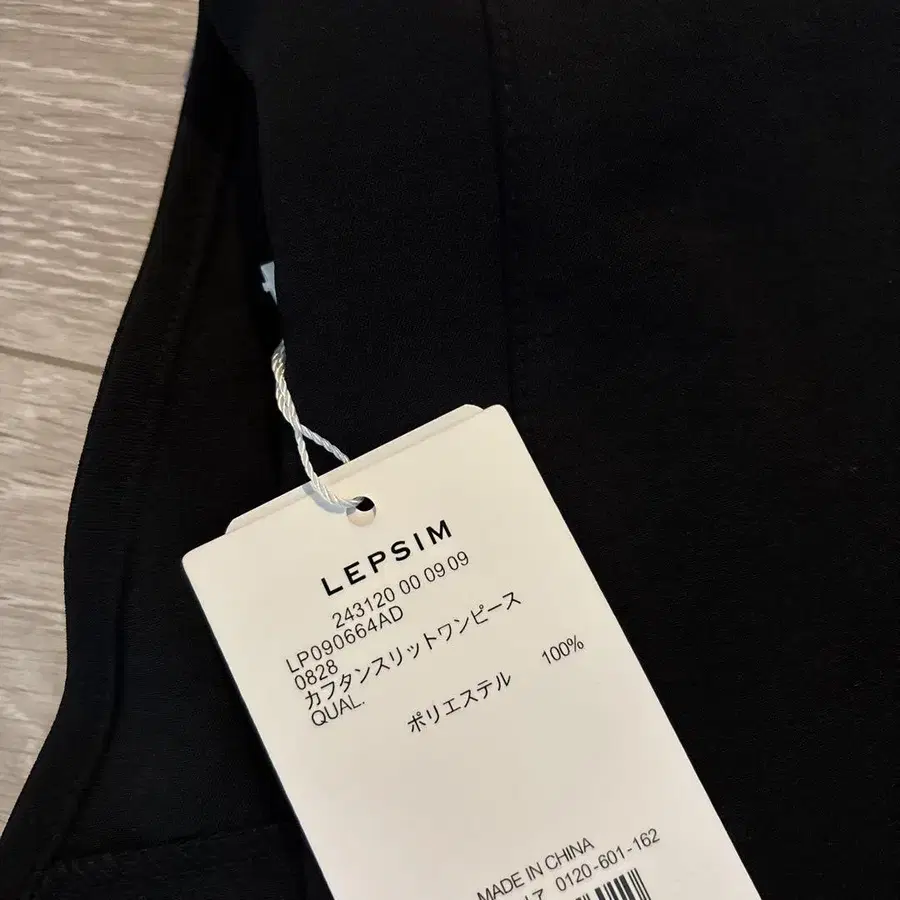 LEPSIM
243120 00 09 09
LP090664AD
0828
カフタンスリットワンピース
QUAL.
ポリエステル 100%
MADE IN CHINA
ア 0120-601-162